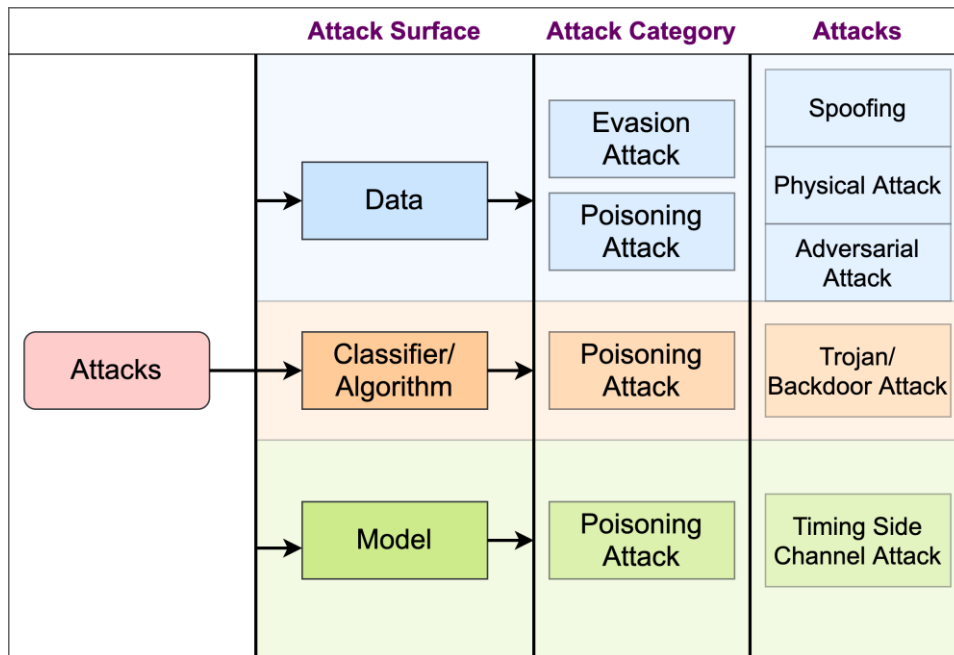 Attack Surface
Attack Category
Attacks
Evasion
Attack
Spoofing
Data
Poisoning
Attack
Physical Attack
Adversarial
Attack
Attacks
Classifier/
Algorithm
Poisoning
Attack
Trojan/
Backdoor Attack
Model
Poisoning
Attack
Timing Side
Channel Attack